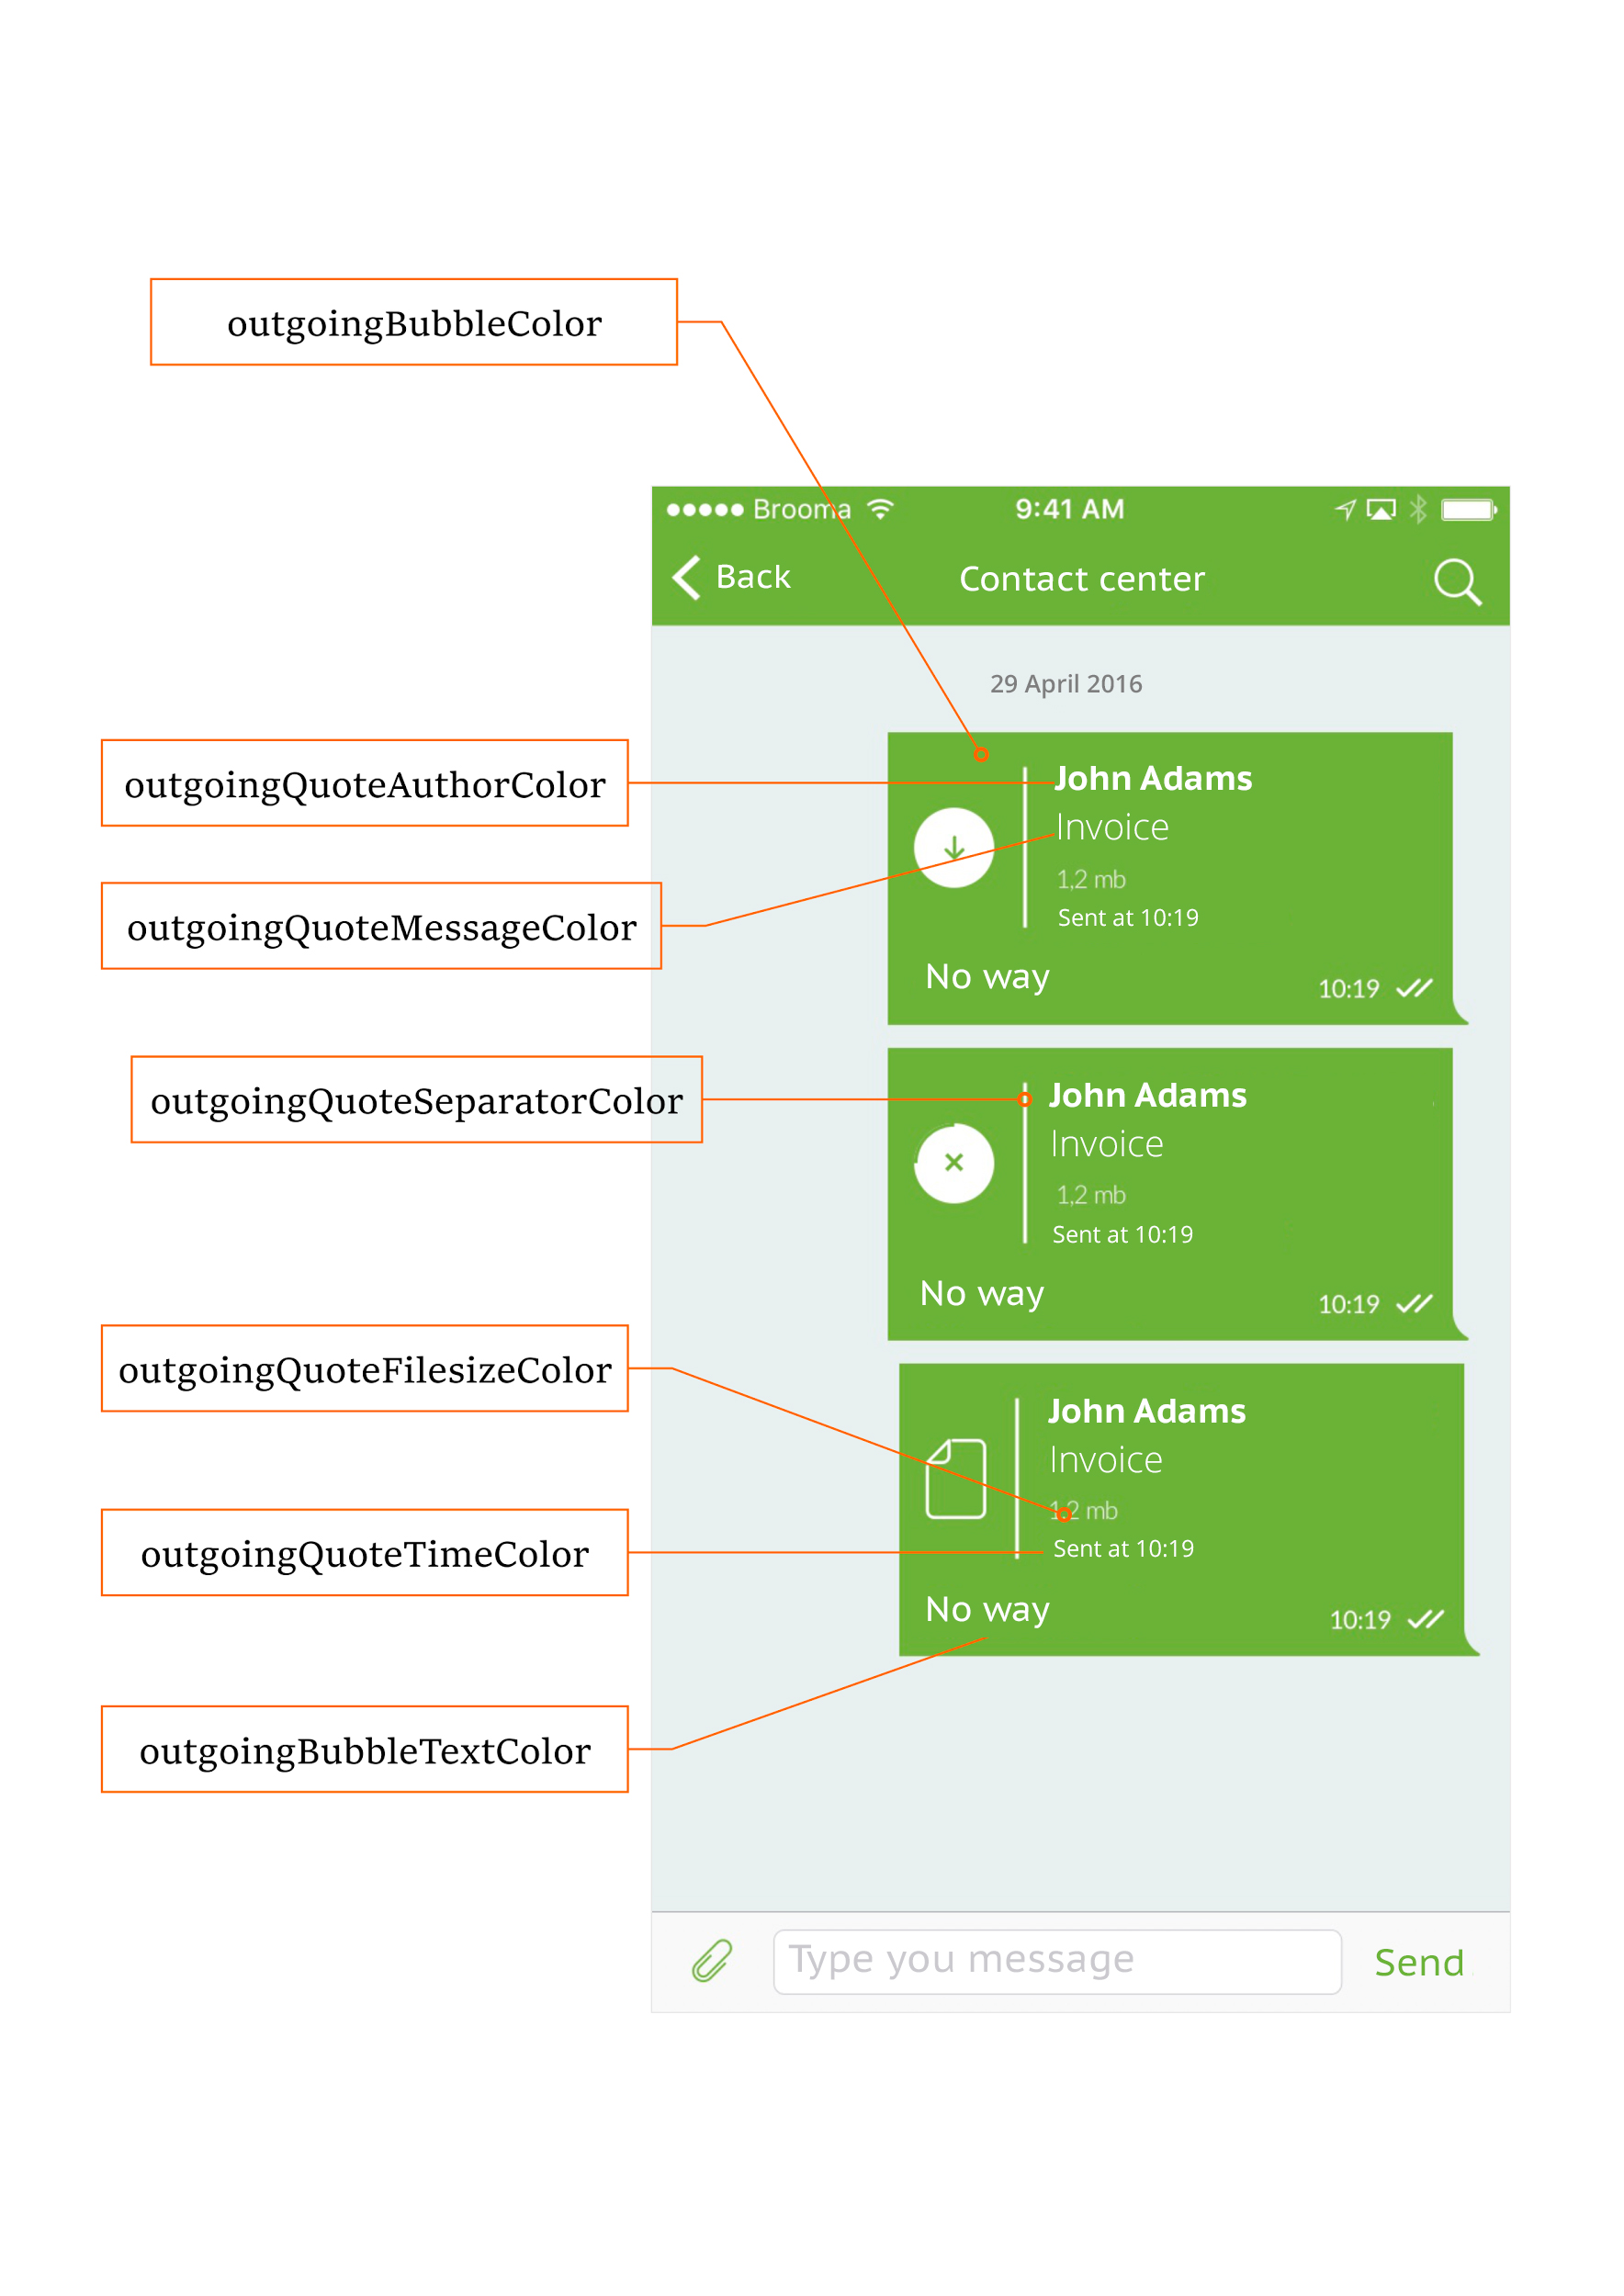 outgoingBubbleColor
Brooma 9:41 AM
Back Contact center
29 April 2016
outgoingQuoteAuthorColor
John Adams
Invoice
1,2 mb
outgoingQuoteMessageColor
Sent at 10:19
No way
10:19
outgoingQuoteSeparatorColor
John Adams
Invoice
1,2 mb
Sent at 10:19
No way
10:19
outgoingQuoteFilesizeColor
John Adams
Invoice
1,2 mb
outgoingQuoteTimeColor
Sent at 10:19
No way
10:19
outgoingBubbleTextColor
Type you message Send